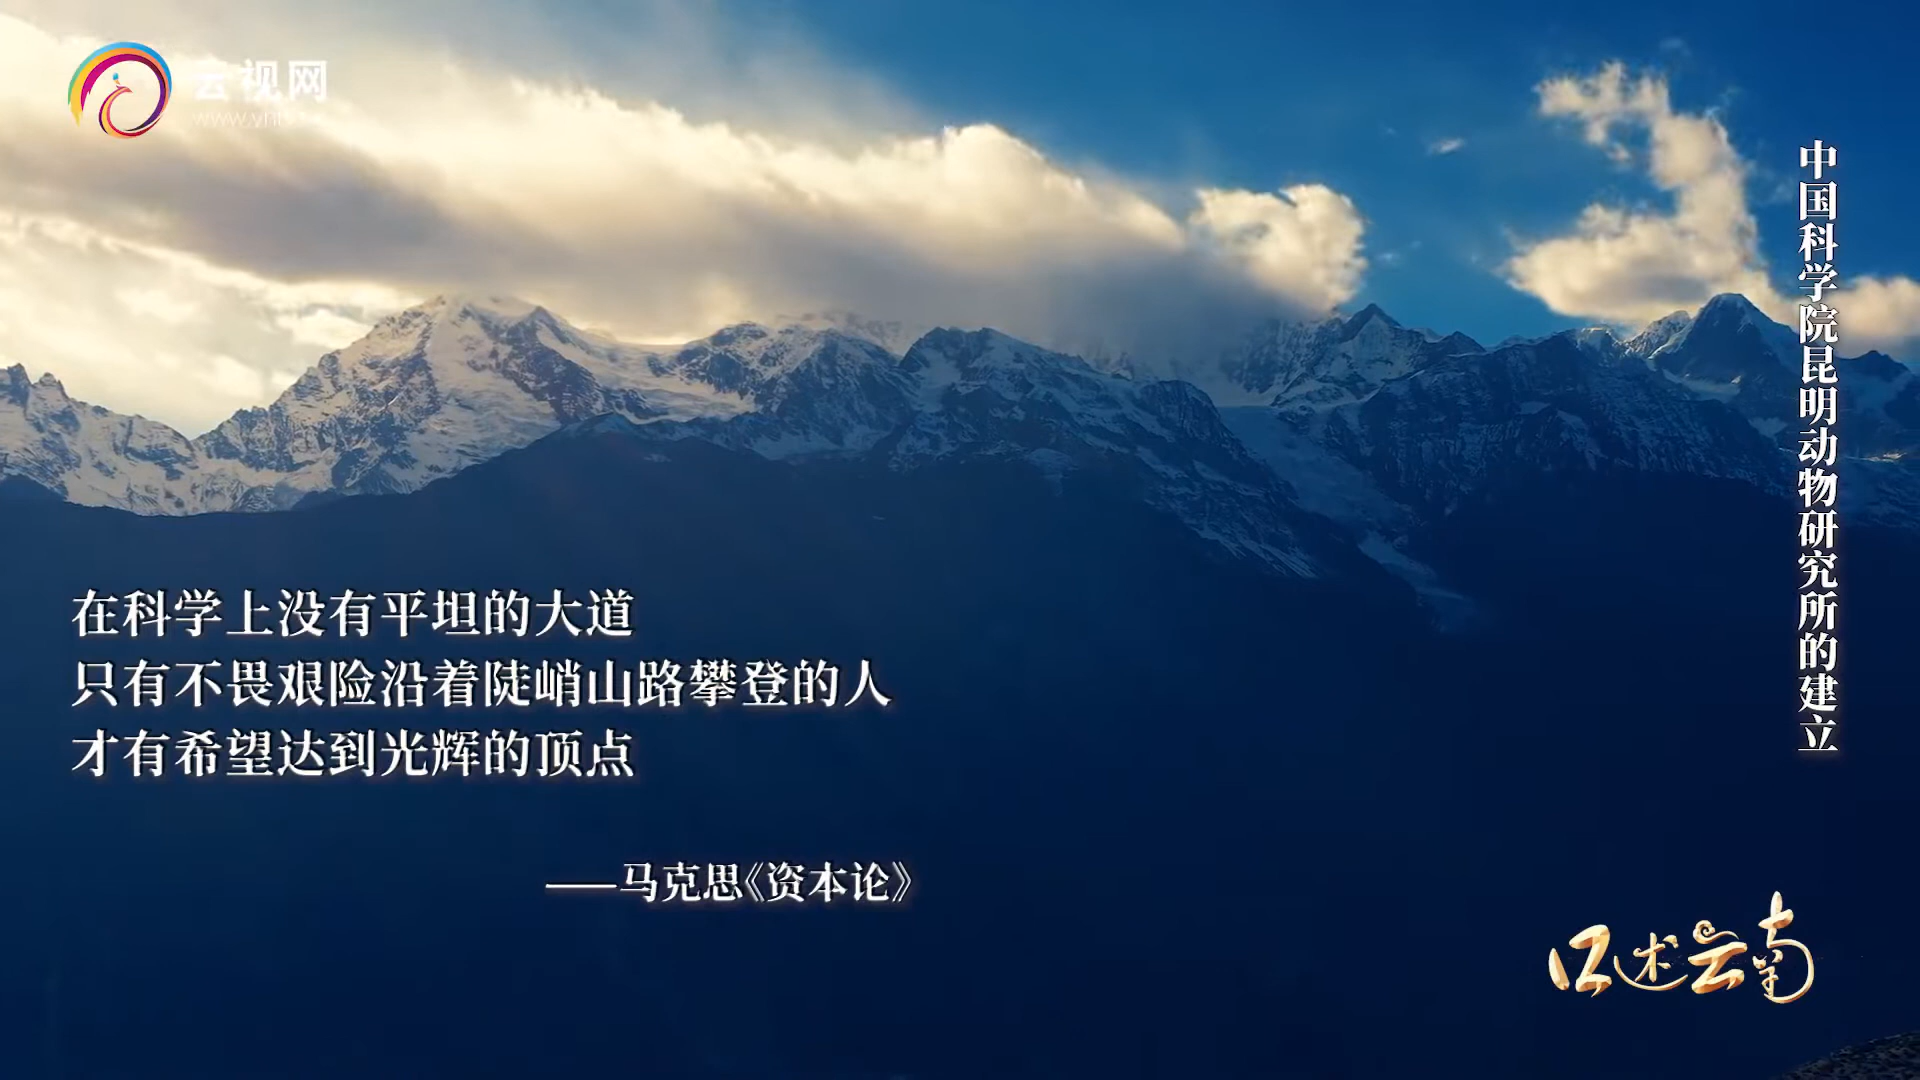 云视网
中国科学院昆明动物研究所的建立
在科学上没有平坦的大道
只有不畏艰险沿着陡峭山路攀登的人
才有希望达到光辉的顶点
——马克思《资本论》
口述云南